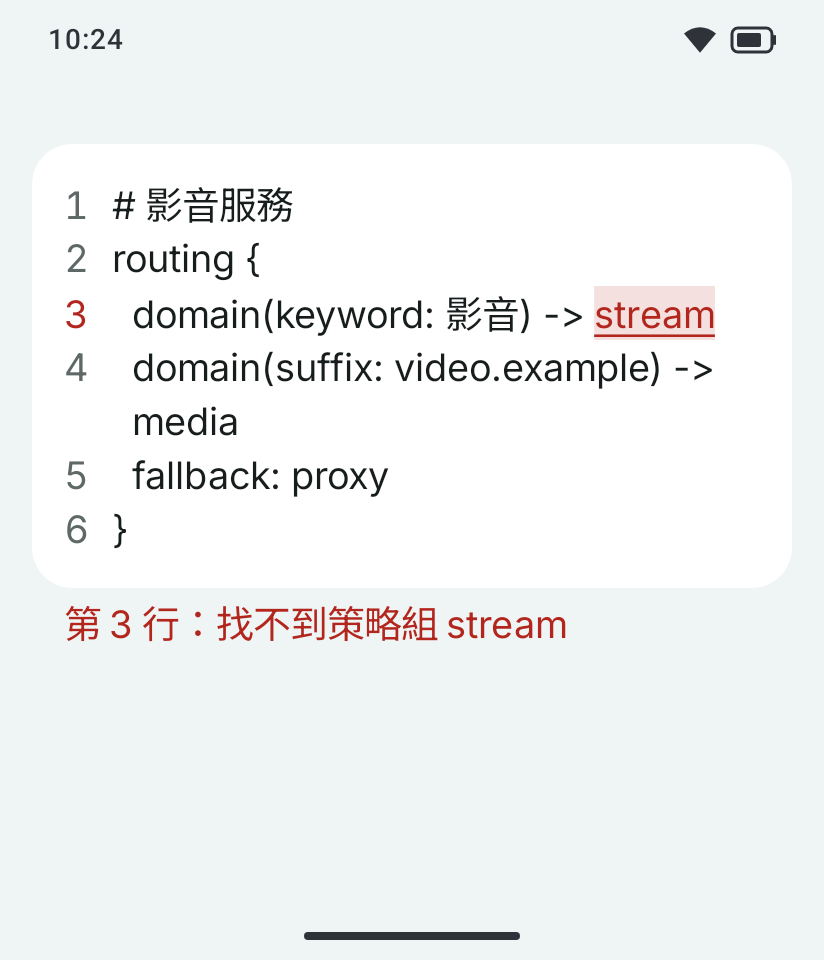 10:24
1 # 影音服務
2 routing {
3 domain(keyword: 影音) -> stream
4 domain(suffix: video.example) ->
media
5 fallback: proxy
6 }
第 3 行：找不到策略組 stream